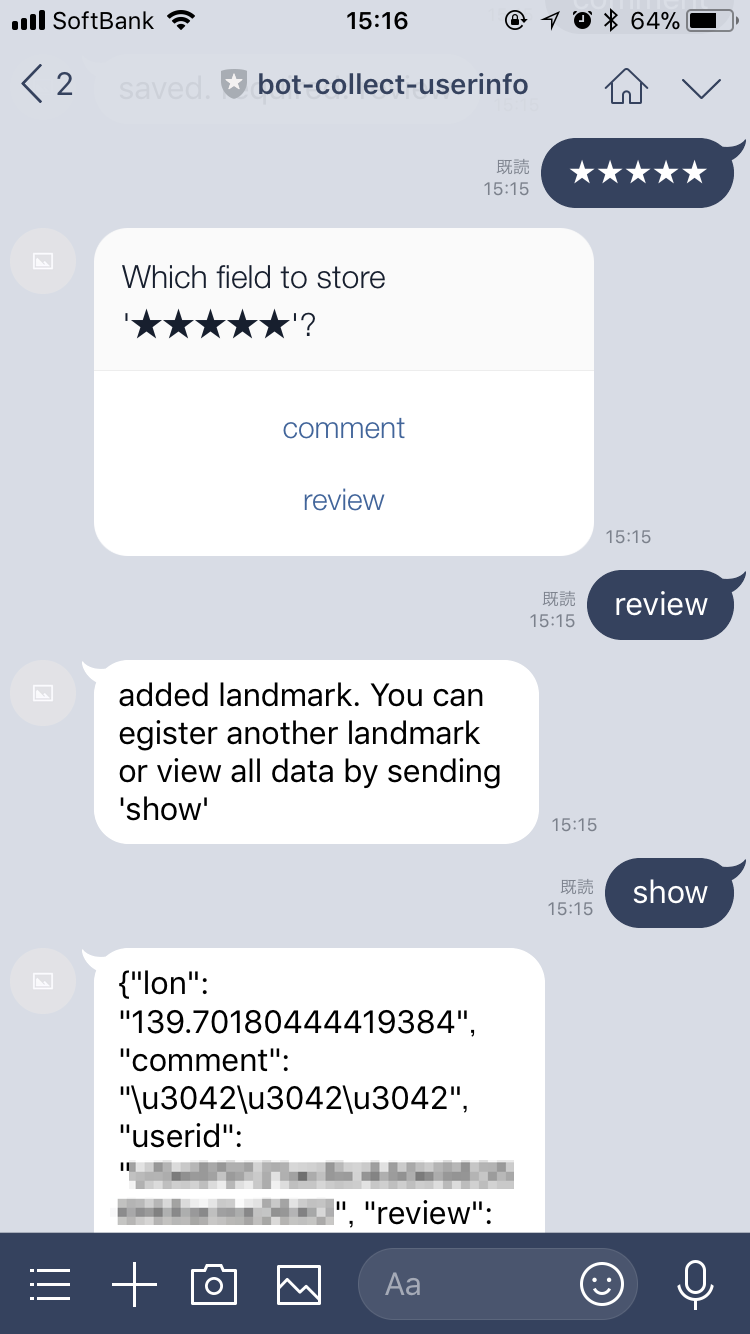 SoftBank 15:16 64%
2 bot-collect-userinfo
saved. required: review
既読
15:15
★★★★★
Which field to store
'★★★★★'?
comment
review
15:15
既読
15:15
review
added landmark. You can
egister another landmark
or view all data by sending
'show'
15:15
既読
15:15
show
{"lon":
"139.70180444419384",
"comment":
"\u3042\u3042\u3042",
"userid":
"
", "review":
Aa